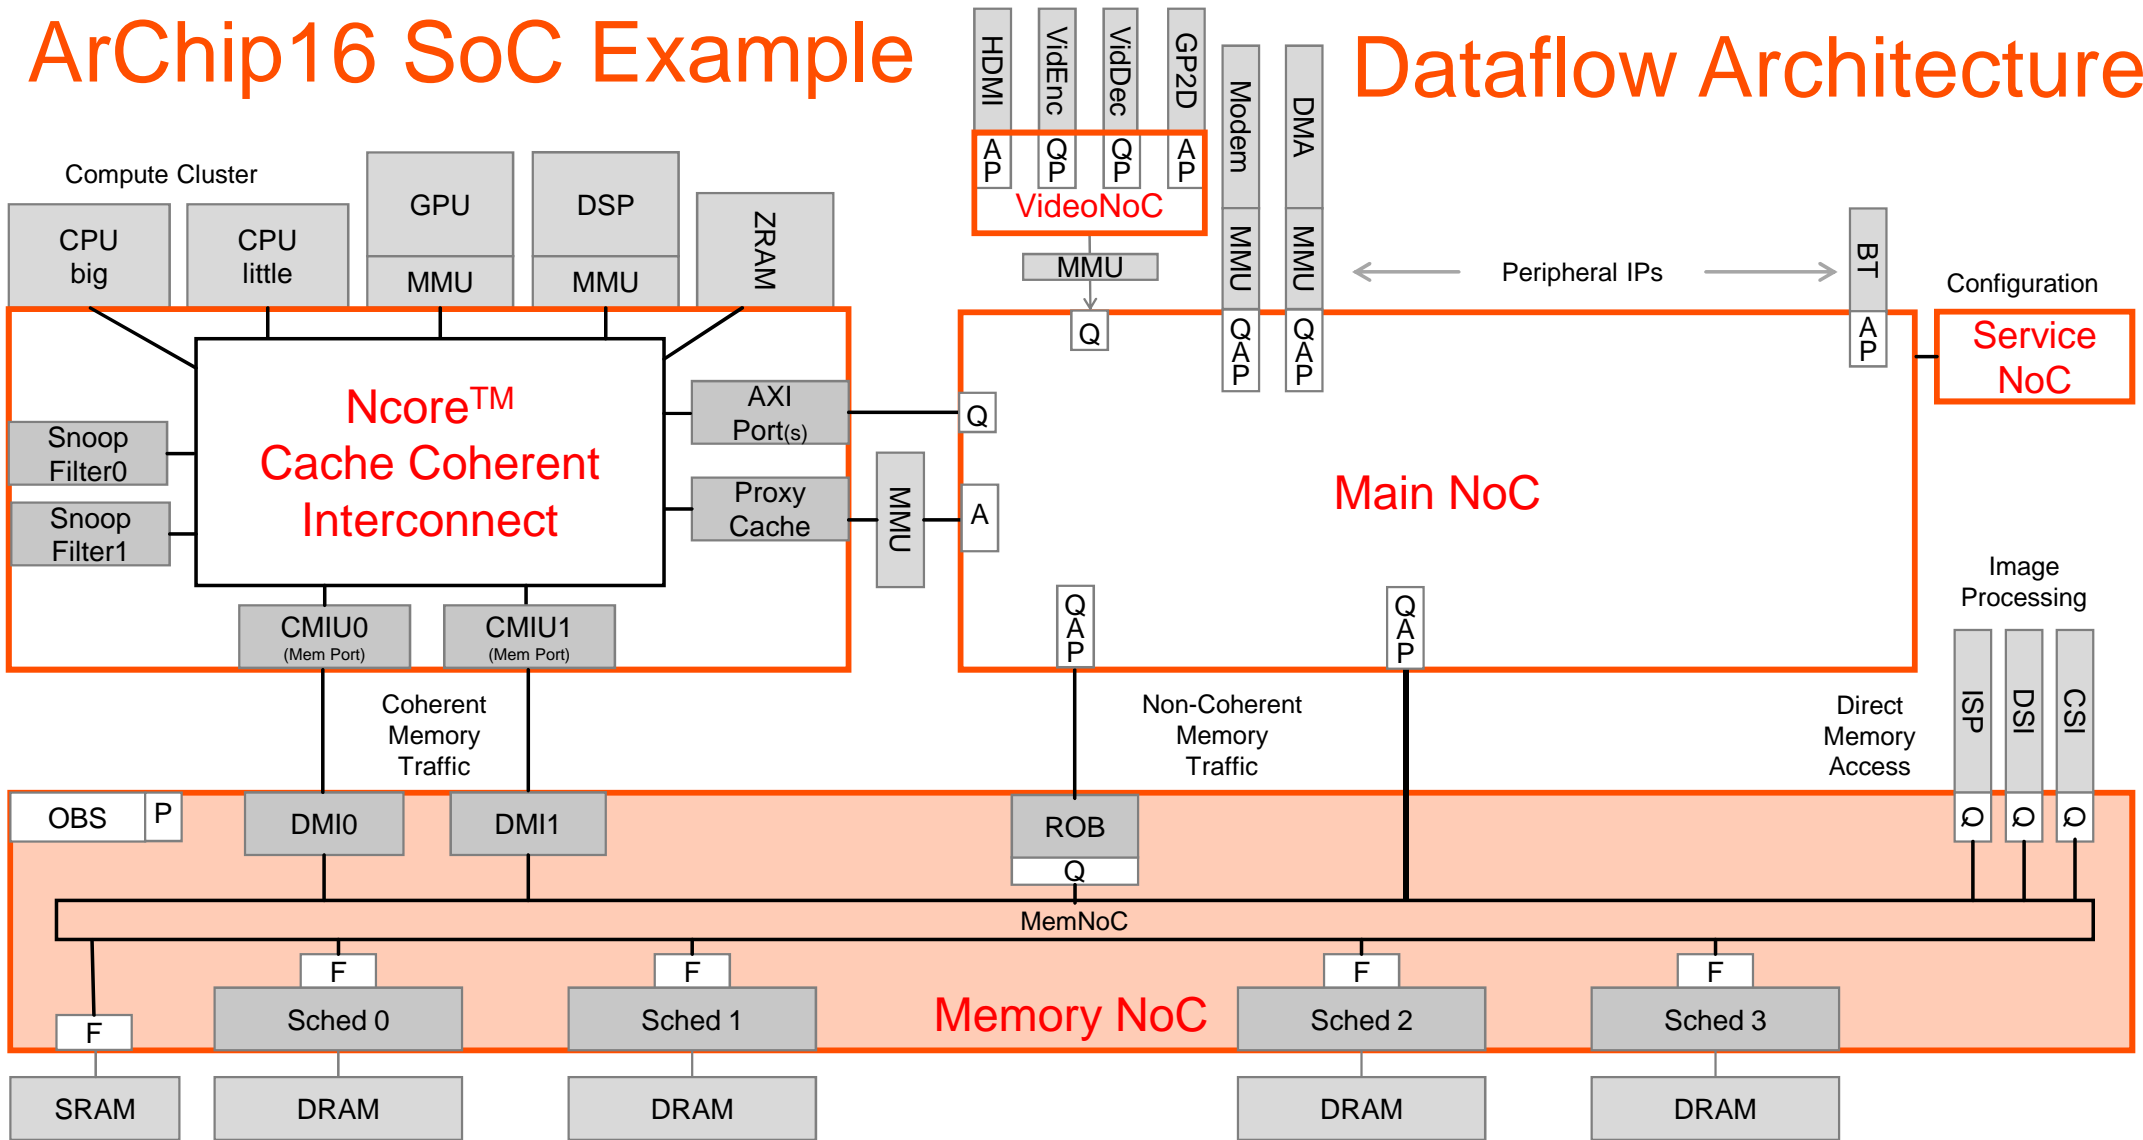 ArChip16 SoC Example
Dataflow Architecture
HDMI
VidEnc
VidDec
GP2D
Modem
DMA
A
P
Q
P
Q
P
A
P
VideoNoC
MMU
MMU
MMU
Compute Cluster
CPU
big
CPU
little
GPU
MMU
DSP
MMU
ZRAM
Peripheral IPs
BT
Configuration
Q
Q
A
P
Q
A
P
A
P
Service
NoC
Ncore™
Cache Coherent
Interconnect
Snoop
Filter0
Snoop
Filter1
AXI
Port(s)
Proxy
Cache
MMU
Q
A
Main NoC
CMIU0
(Mem Port)
CMIU1
(Mem Port)
Q
A
P
Q
A
P
Image
Processing
ISP
DSI
CSI
Coherent
Memory
Traffic
Non-Coherent
Memory
Traffic
Direct
Memory
Access
OBS
P
DMI0
DMI1
ROB
Q
Q
Q
Q
MemNoC
F
F
F
F
F
Sched 0
Sched 1
Memory NoC
Sched 2
Sched 3
SRAM
DRAM
DRAM
DRAM
DRAM